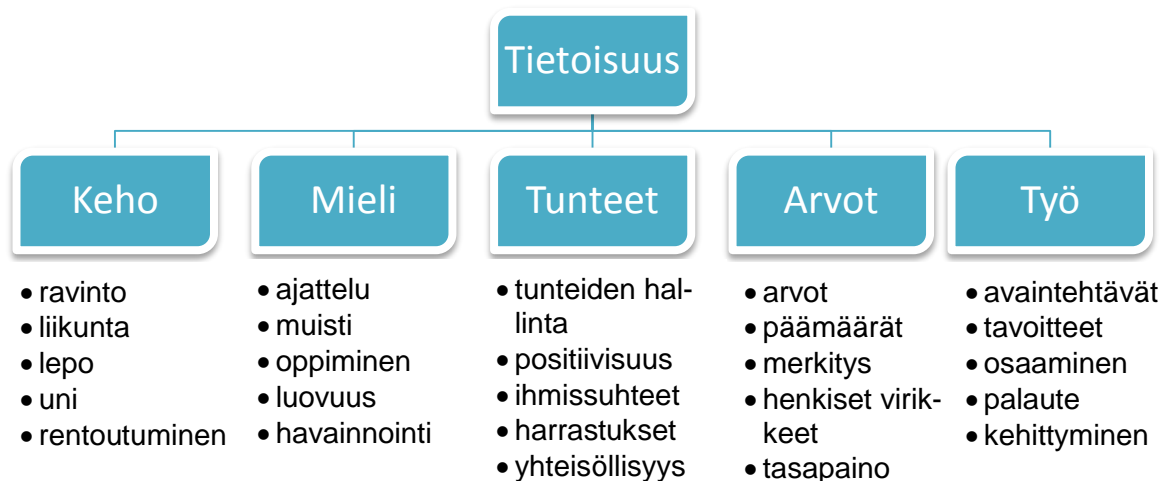 Tietoisuus
Keho
• ravinto
• liikunta
• lepo
• uni
• rentoutuminen
Mieli
• ajattelu
• muisti
• oppiminen
• luovuus
• havainnointi
Tunteet
• tunteiden hal-
linta
• positiivisuus
• ihmissuhteet
• harrastukset
• yhteisöllisyys
Arvot
• arvot
• päämäärät
• merkitys
• henkiset virik-
keet
• tasapaino
Työ
• avaintehtävät
• tavoitteet
• osaaminen
• palaute
• kehittyminen